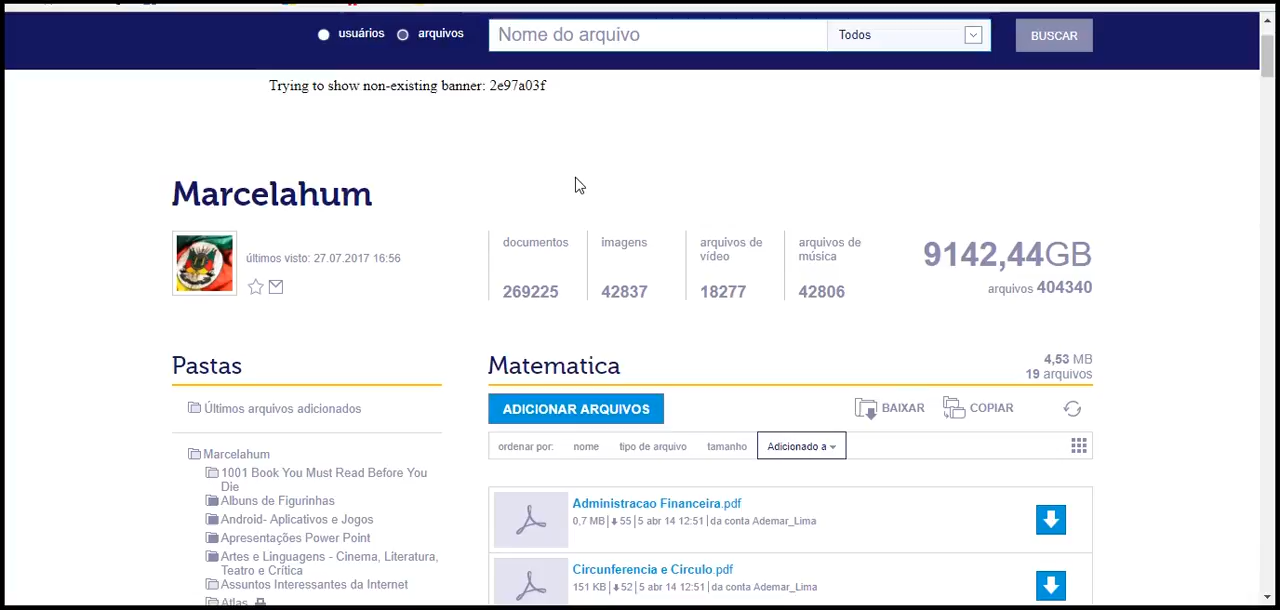 usuários arquivos Nome do arquivo Todos BUSCAR
Trying to show non-existing banner: 2e97a03f
Marcelahum
últimos visto: 27.07.2017 16:56
documentos
269225
imagens
42837
arquivos de
vídeo
18277
arquivos de
música
42806
9142,44GB
arquivos 404340
Pastas
Últimos arquivos adicionados
Marcelahum
1001 Book You Must Read Before You
Die
Albuns de Figurinhas
Android- Aplicativos e Jogos
Apresentações Power Point
Artes e Linguagens - Cinema, Literatura,
Teatro e Crítica
Assuntos Interessantes da Internet
Atlas
Matematica
4,53 MB
19 arquivos
ADICIONAR ARQUIVOS BAIXAR COPIAR
ordenar por: nome tipo de arquivo tamanho Adicionado a
Administracao Financeira.pdf
0,7 MB | 55 | 5 abr 14 12:51 | da conta Ademar_Lima
Circunferencia e Circulo.pdf
151 KB | 52 | 5 abr 14 12:51 | da conta Ademar_Lima